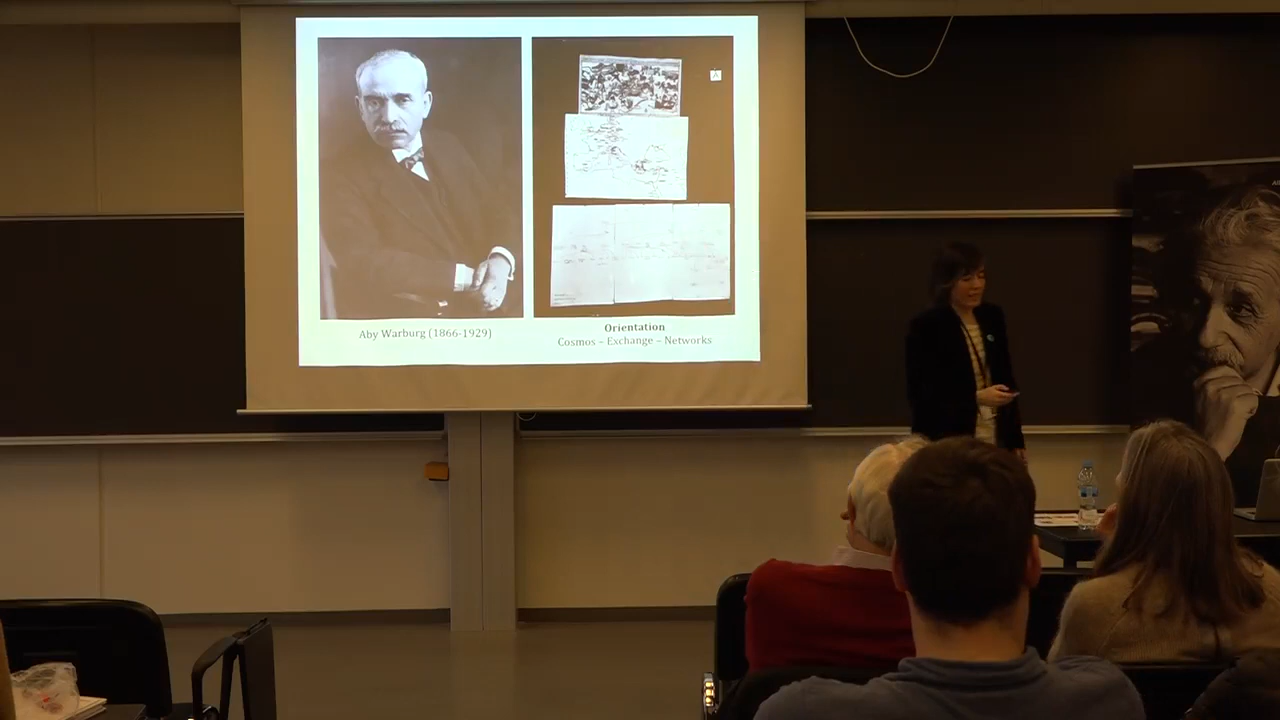 A
Aby Warburg (1866-1929)
Orientation
Cosmos – Exchange – Networks